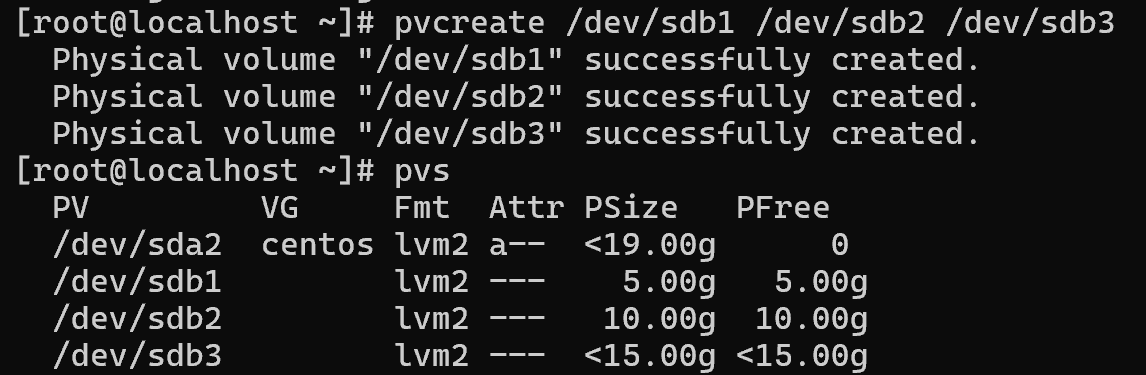 [root@localhost ~]# pvcreate /dev/sdb1 /dev/sdb2 /dev/sdb3
  Physical volume "/dev/sdb1" successfully created.
  Physical volume "/dev/sdb2" successfully created.
  Physical volume "/dev/sdb3" successfully created.
[root@localhost ~]# pvs
  PV         VG     Fmt  Attr PSize   PFree
  /dev/sda2  centos lvm2 a--  <19.00g      0
  /dev/sdb1         lvm2 ---    5.00g   5.00g
  /dev/sdb2         lvm2 ---   10.00g  10.00g
  /dev/sdb3         lvm2 ---  <15.00g <15.00g